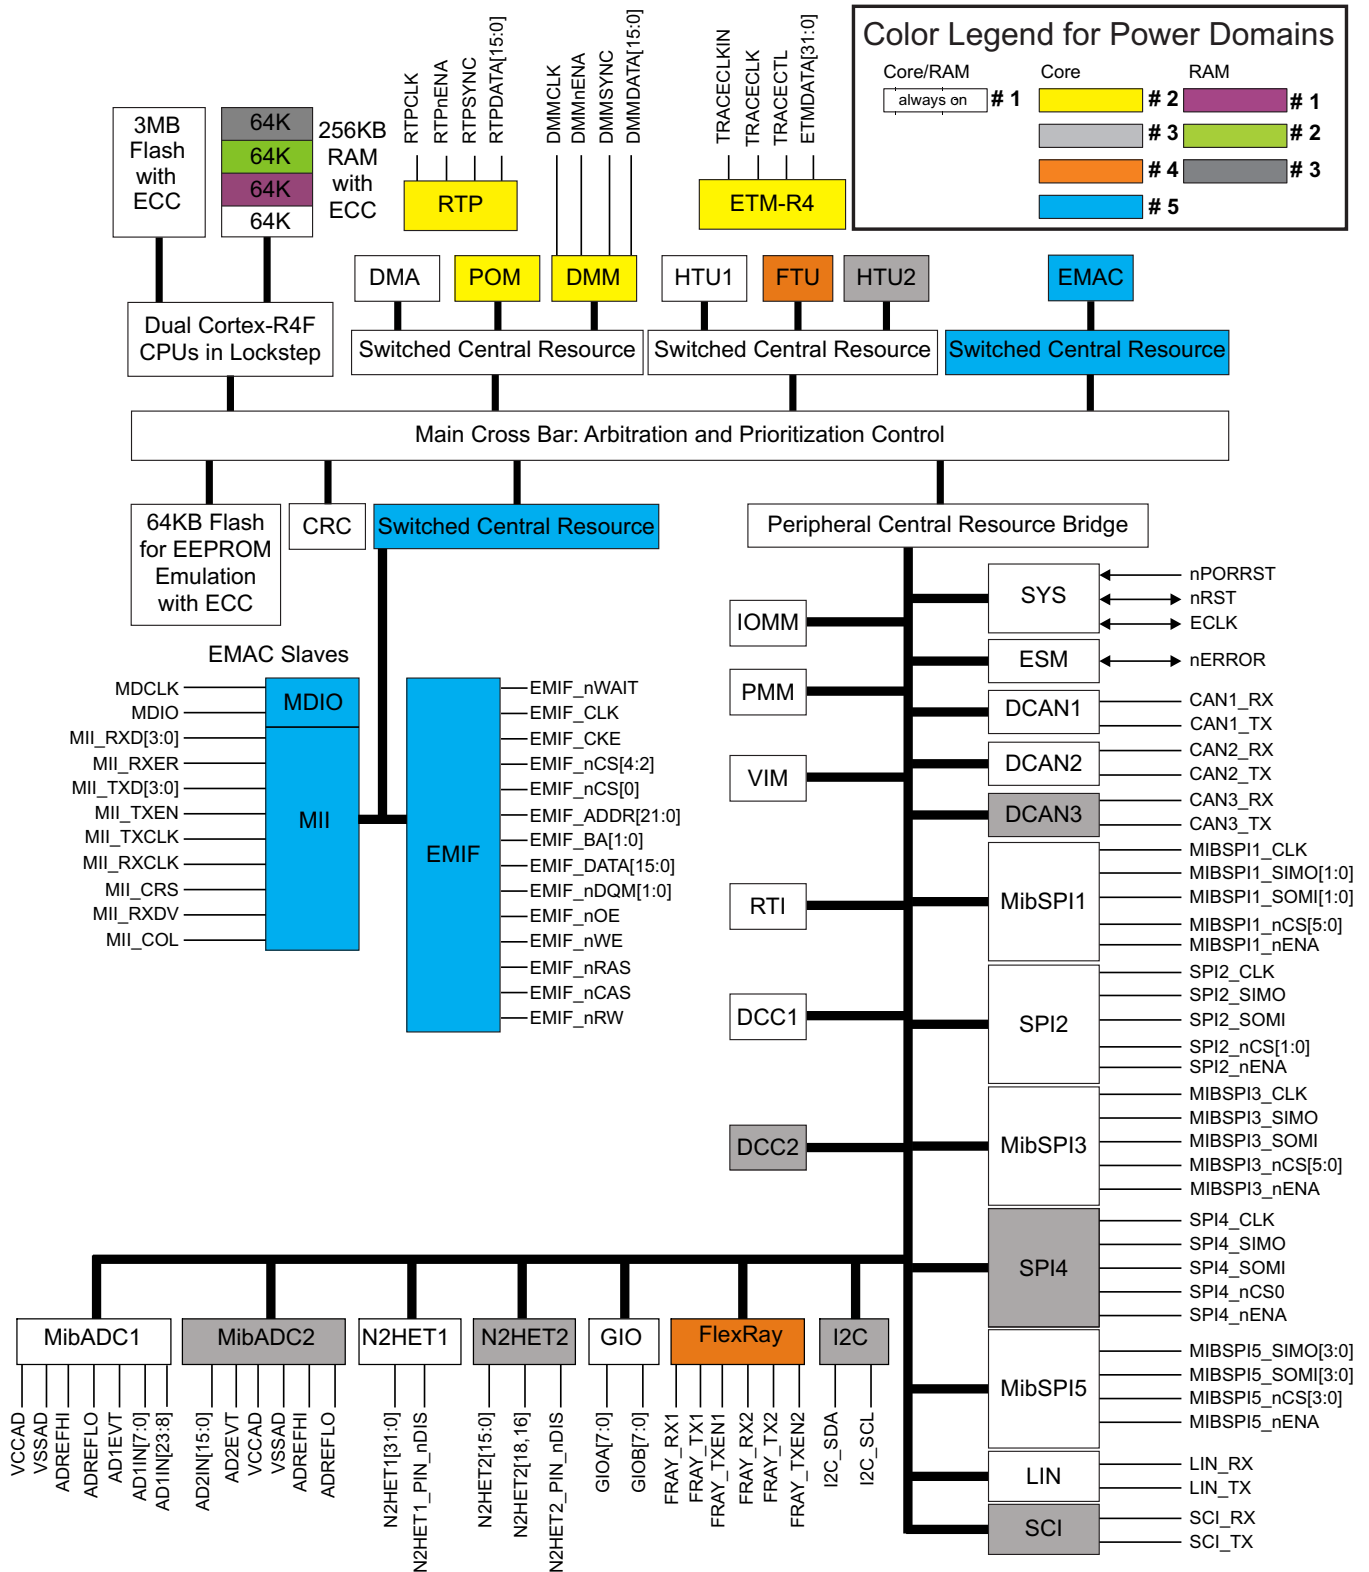 Color Legend for Power Domains
Core/RAM
Core
RAM
always on
# 1
# 2
# 1
# 3
# 2
# 4
# 3
# 5
3MB
Flash
with
ECC
64K
64K
64K
64K
256KB
RAM
with
ECC
RTPCLK
RTPnENA
RTPSYNC
RTPDATA[15:0]
RTP
DMMCLK
DMMnENA
DMMSYNC
DMMDATA[15:0]
TRACECLKIN
TRACECLK
TRACECTL
ETMDATA[31:0]
ETM-R4
DMA
POM
DMM
HTU1
FTU
HTU2
EMAC
Dual Cortex-R4F
CPUs in Lockstep
Switched Central Resource
Switched Central Resource
Switched Central Resource
Main Cross Bar: Arbitration and Prioritization Control
64KB Flash
for EEPROM
Emulation
with ECC
CRC
Switched Central Resource
Peripheral Central Resource Bridge
EMAC Slaves
MDCLK
MDIO
MII_RXD[3:0]
MII_RXER
MII_TXD[3:0]
MII_TXEN
MII_TXCLK
MII_RXCLK
MII_CRS
MII_RXDV
MII_COL
MDIO
MII
EMIF
EMIF_nWAIT
EMIF_CLK
EMIF_CKE
EMIF_nCS[4:2]
EMIF_nCS[0]
EMIF_ADDR[21:0]
EMIF_BA[1:0]
EMIF_DATA[15:0]
EMIF_nDQM[1:0]
EMIF_nOE
EMIF_nWE
EMIF_nRAS
EMIF_nCAS
EMIF_nRW
IOMM
PMM
VIM
RTI
DCC1
DCC2
SYS
nPORRST
nRST
ECLK
ESM
nERROR
DCAN1
CAN1_RX
CAN1_TX
DCAN2
CAN2_RX
CAN2_TX
DCAN3
CAN3_RX
CAN3_TX
MibSPI1
MIBSPI1_CLK
MIBSPI1_SIMO[1:0]
MIBSPI1_SOMI[1:0]
MIBSPI1_nCS[5:0]
MIBSPI1_nENA
SPI2
SPI2_CLK
SPI2_SIMO
SPI2_SOMI
SPI2_nCS[1:0]
SPI2_nENA
MibSPI3
MIBSPI3_CLK
MIBSPI3_SIMO
MIBSPI3_SOMI
MIBSPI3_nCS[5:0]
MIBSPI3_nENA
SPI4
SPI4_CLK
SPI4_SIMO
SPI4_SOMI
SPI4_nCS0
SPI4_nENA
MibSPI5
MIBSPI5_SIMO[3:0]
MIBSPI5_SOMI[3:0]
MIBSPI5_nCS[3:0]
MIBSPI5_nENA
LIN
LIN_RX
LIN_TX
SCI
SCI_RX
SCI_TX
MibADC1
VCCAD
VSSAD
ADREFHI
ADREFLO
AD1EVT
AD1IN[7:0]
AD1IN[23:8]
MibADC2
AD2IN[15:0]
AD2EVT
VCCAD
VSSAD
ADREFHI
ADREFLO
N2HET1
N2HET1[31:0]
N2HET1_PIN_nDIS
N2HET2
N2HET2[15:0]
N2HET2[18,16]
N2HET2_PIN_nDIS
GIO
GIOA[7:0]
GIOB[7:0]
FlexRay
FRAY_RX1
FRAY_TX1
FRAY_TXEN1
FRAY_RX2
FRAY_TX2
FRAY_TXEN2
I2C
I2C_SDA
I2C_SCL